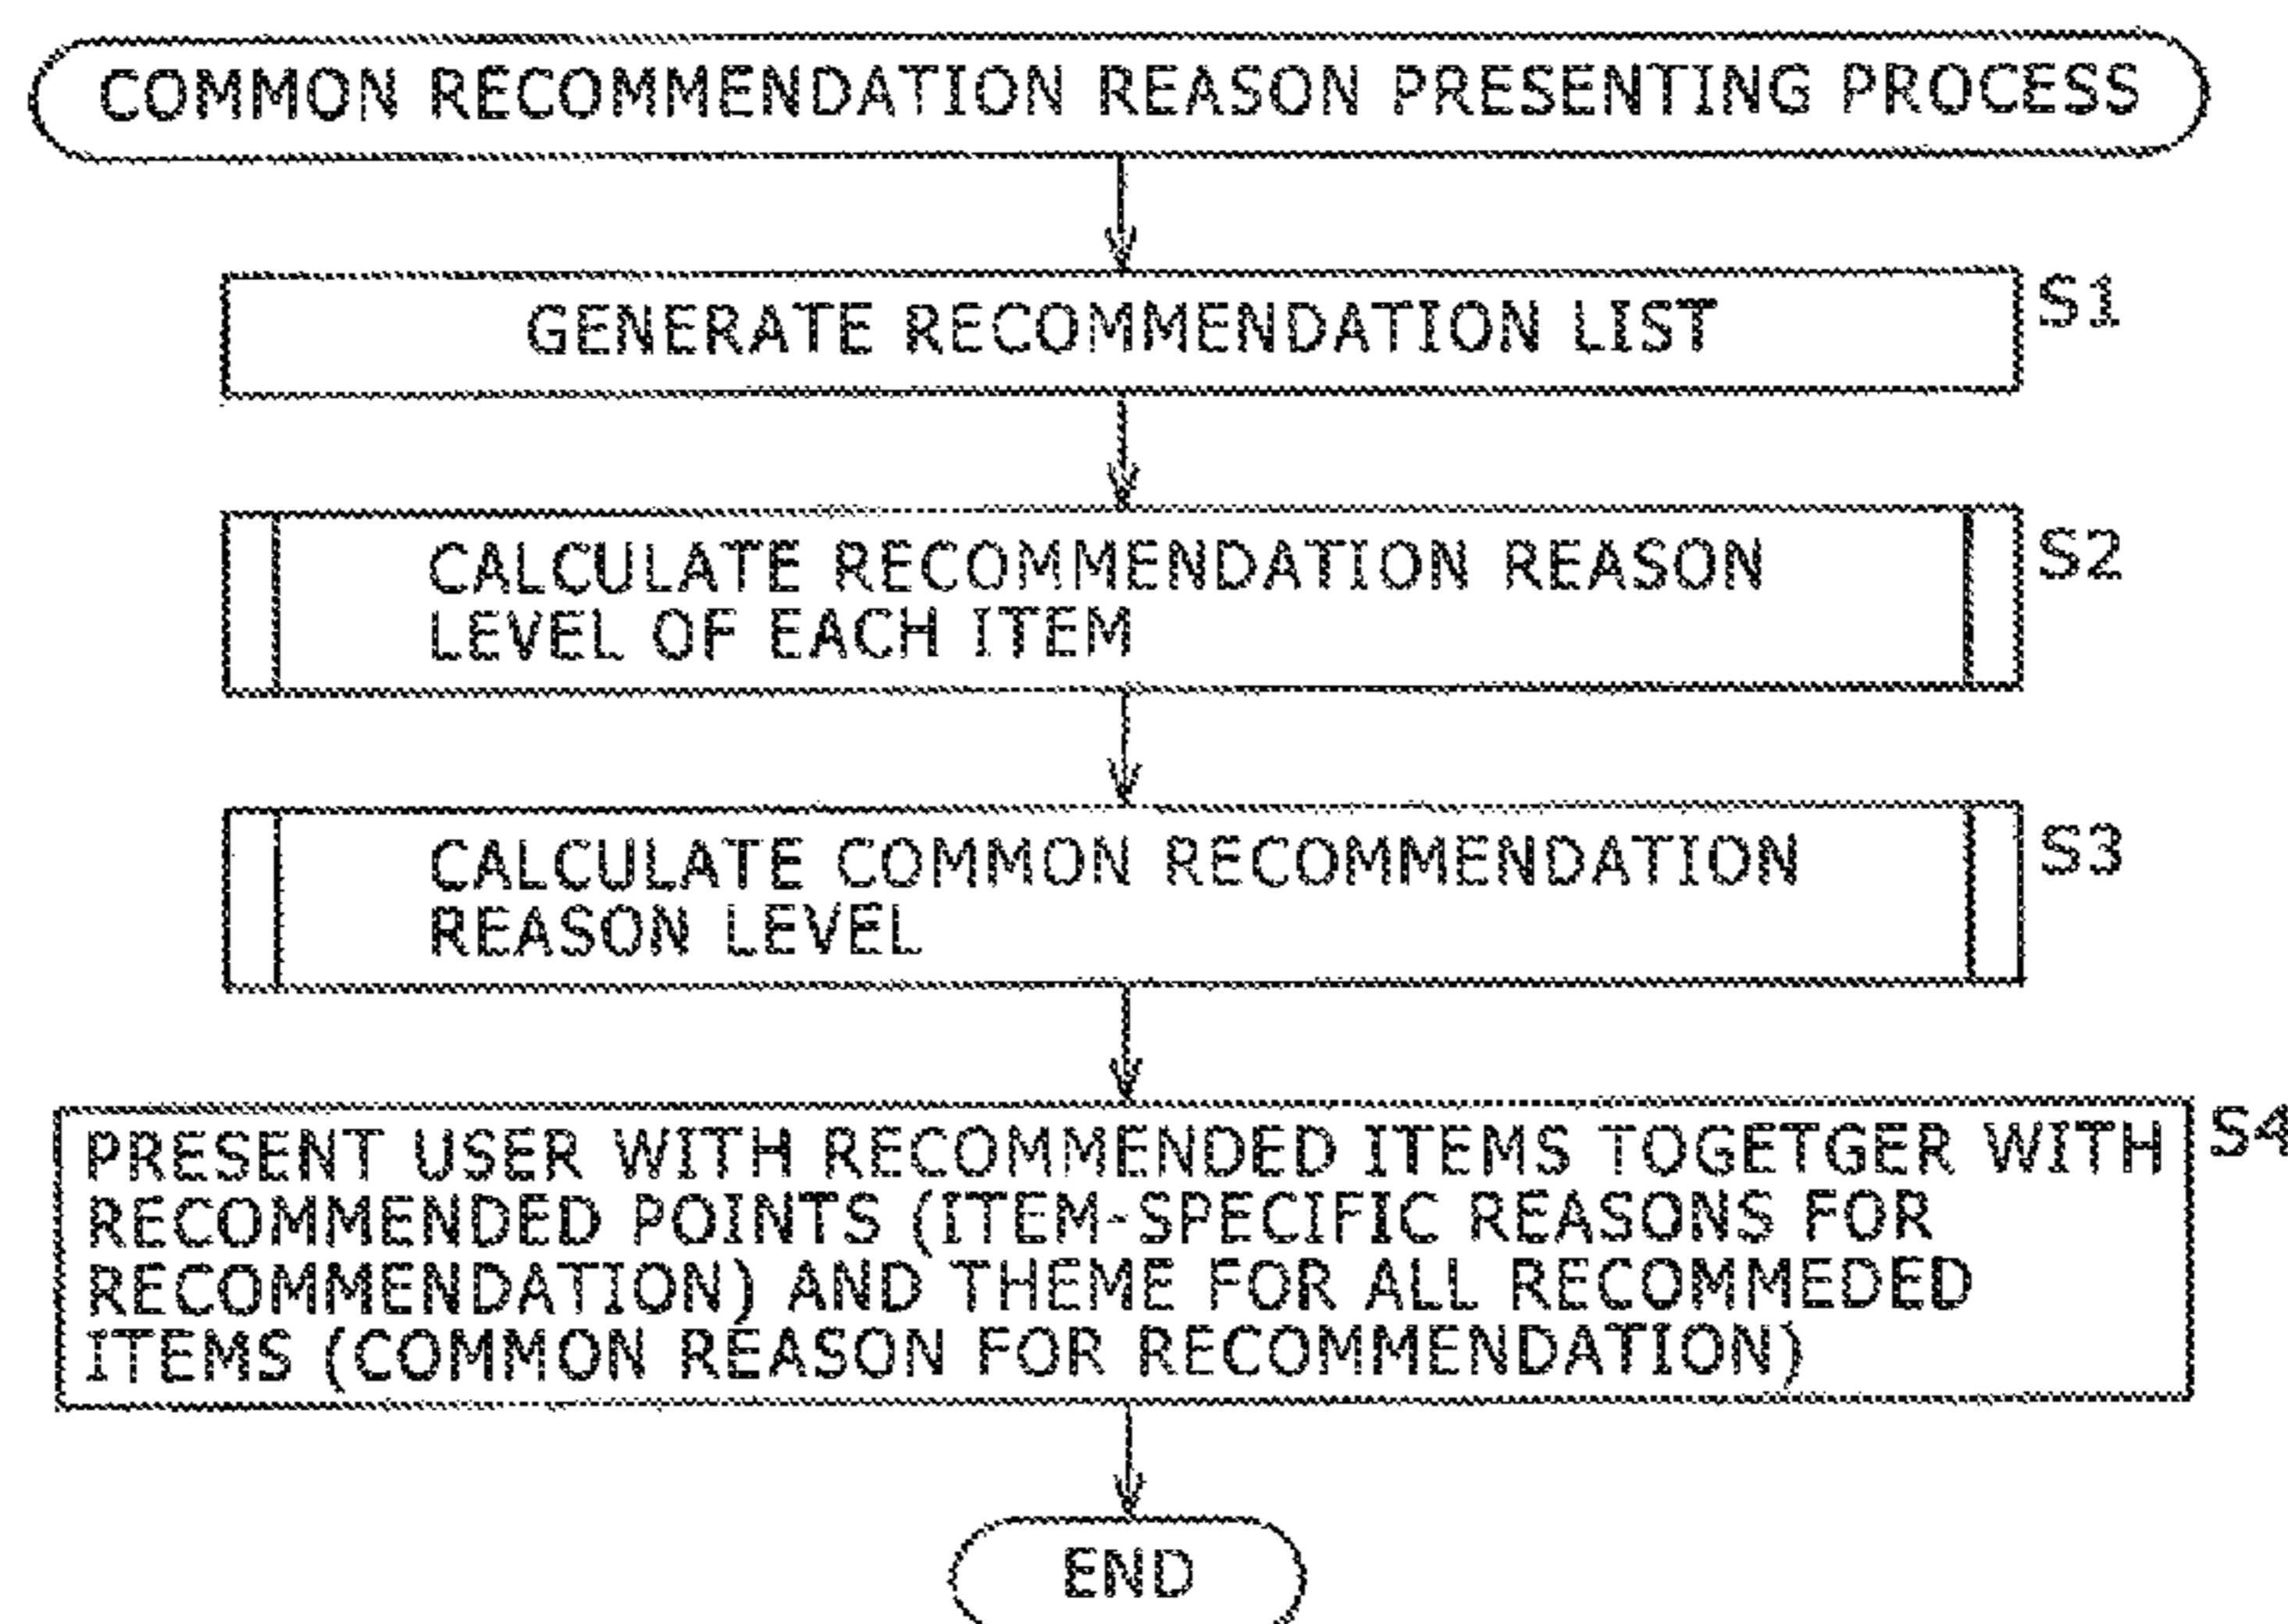 COMMON RECOMMENDATION REASON PRESENTING PROCESS
GENERATE RECOMMENDATION LIST
S1
CALCULATE RECOMMENDATION REASON
LEVEL OF EACH ITEM
S2
CALCULATE COMMON RECOMMENDATION
REASON LEVEL
S3
PRESENT USER WITH RECOMMENDED ITEMS TOGETGER WITH
RECOMMENDED POINTS (ITEM-SPECIFIC REASONS FOR
RECOMMENDATION) AND THEME FOR ALL RECOMMEDED
ITEMS (COMMON REASON FOR RECOMMENDATION)
S4
END